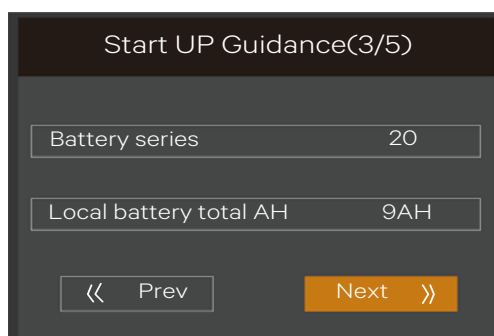 Start UP Guidance(3/5)
Battery series 20
Local battery total AH 9AH
« Prev Next »